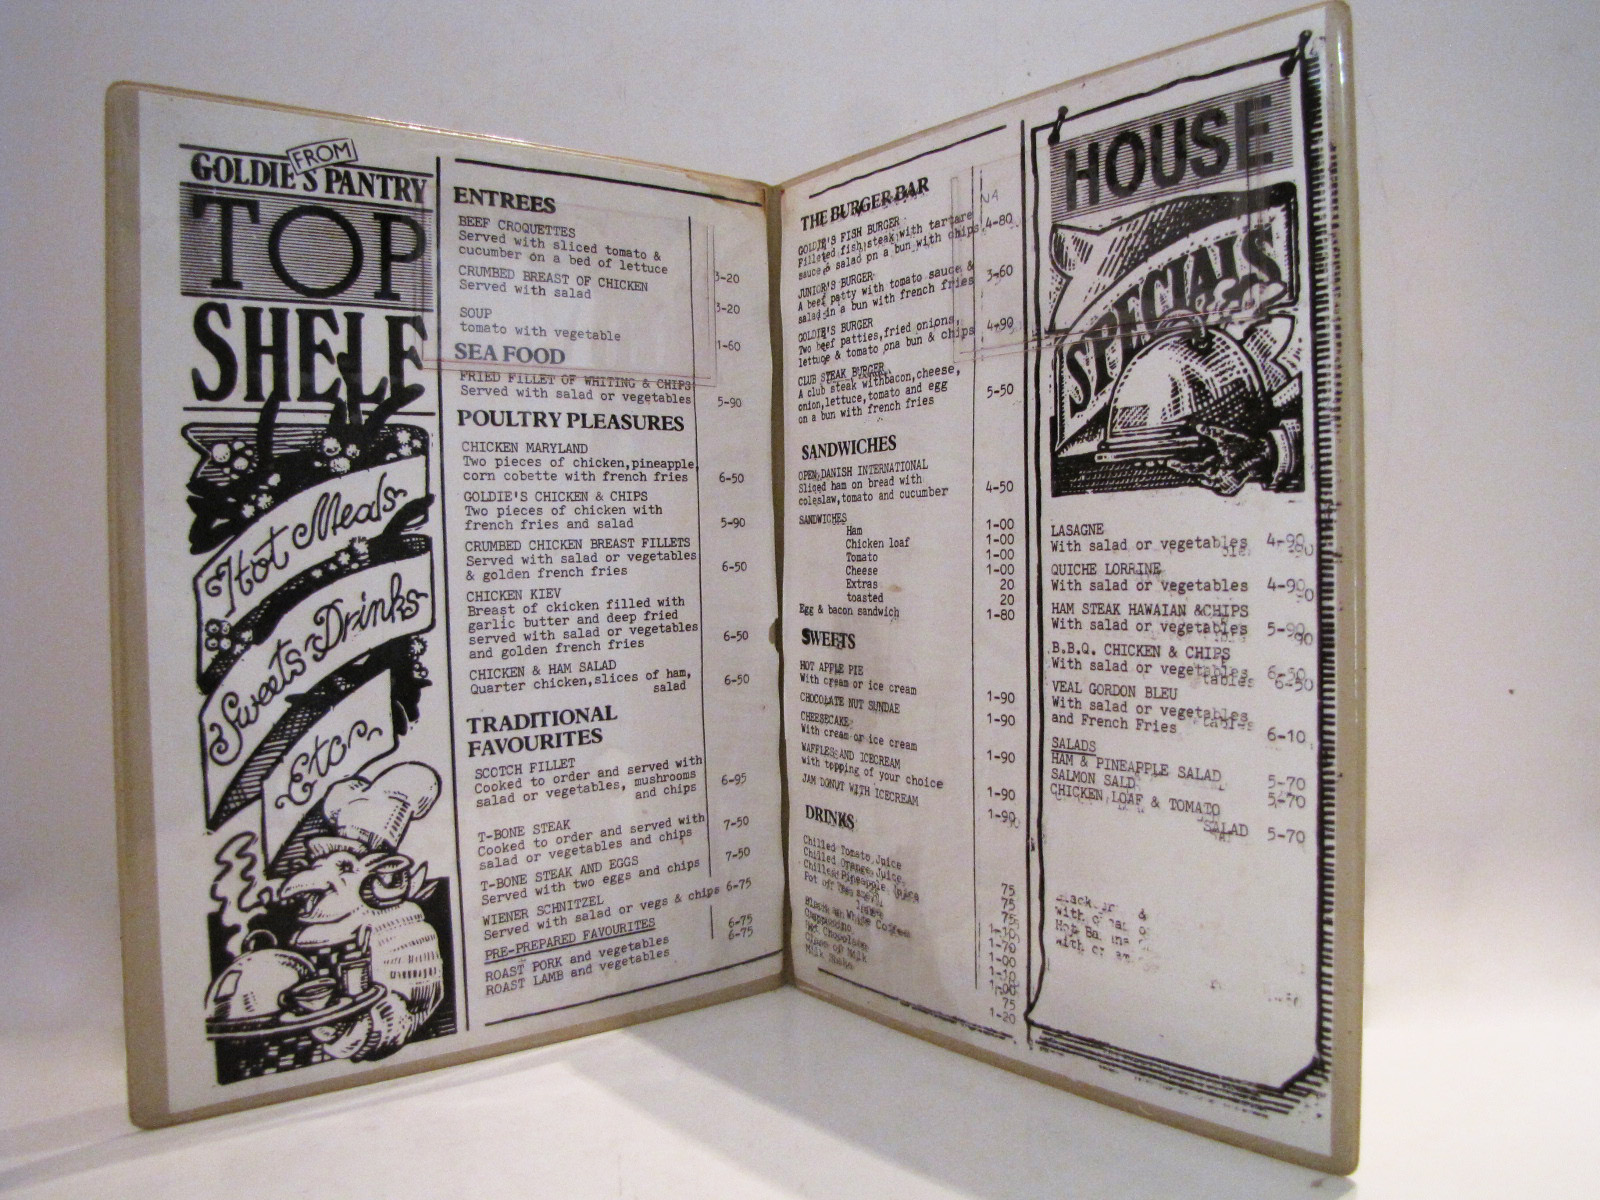 FROM
GOLDIE'S PANTRY
TOP
SHELF
Hot Meals
Sweets Drinks
Etc.
ENTREES
BEEF CROQUETTES
Served with sliced tomato &
cucumber on a bed of lettuce 3-20
CRUMBED BREAST OF CHICKEN
Served with salad 3-20
SOUP
tomato with vegetable 1-60
SEA FOOD
FRIED FILLET OF WHITING & CHIPS
Served with salad or vegetables 5-90
POULTRY PLEASURES
CHICKEN MARYLAND
Two pieces of chicken,pineapple,
corn cobette with french fries 6-50
GOLDIE'S CHICKEN & CHIPS
Two pieces of chicken with
french fries and salad 5-90
CRUMBED CHICKEN BREAST FILLETS
Served with salad or vegetables
& golden french fries 6-50
CHICKEN KIEV
Breast of chicken filled with
garlic butter and deep fried
served with salad or vegetables
and golden french fries 6-50
CHICKEN & HAM SALAD
Quarter chicken,slices of ham,
salad 6-50
TRADITIONAL
FAVOURITES
SCOTCH FILLET
Cooked to order and served with
salad or vegetables, mushrooms
and chips 6-95
T-BONE STEAK
Cooked to order and served with
salad or vegetables and chips 7-50
T-BONE STEAK AND EGGS
Served with two eggs and chips 7-50
WIENER SCHNITZEL
Served with salad or vegs & chips 6-75
PRE-PREPARED FAVOURITES
ROAST PORK and vegetables 6-75
ROAST LAMB and vegetables 6-75
THE BURGER BAR
NA
GOLDIE'S FISH BURGER
Filleted fish steak with tartare
sauce & salad pn a bun with chips 4-80
JUNIOR'S BURGER
A beef patty with tomato sauce &
salad in a bun with french fries 3-60
GOLDIE'S BURGER
Two beef patties,fried onions,
lettuce & tomato ona bun & chips 4-90
CLUB STEAK BURGER
A club steak withbacon,cheese,
onion,lettuce,tomato and egg
on a bun with french fries 5-50
SANDWICHES
OPEN DANISH INTERNATIONAL
Sliced ham on bread with
coleslaw,tomato and cucumber 4-50
SANDWICHES
Ham 1-00
Chicken loaf 1-00
Tomato 1-00
Cheese 1-00
Extras 20
toasted 20
Egg & bacon sandwich 1-80
SWEETS
HOT APPLE PIE
With cream or ice cream 1-90
CHOCOLATE NUT SUNDAE 1-90
CHEESECAKE
With cream or ice cream 1-90
WAFFLES AND ICECREAM
with topping of your choice 1-90
JAM DONUT WITH ICECREAM 1-90
DRINKS
Chilled Tomato Juice 75
Chilled Orange Juice 75
Chilled Pineapple Juice 75
Pot of 1-10
Black or White Coffee 1-70
Cappuccino 1-00
Hot Chocolate 1-10
Glass of Milk 75
Milk Shake 1-20
HOUSE
SPECIALS
LASAGNE
With salad or vegetables 4-90
QUICHE LORRINE
With salad or vegetables 4-90
HAM STEAK HAWAIAN &CHIPS
With salad or vegetables 5-90
B.B.Q. CHICKEN & CHIPS
With salad or vegetables 6-50
VEAL GORDON BLEU
With salad or vegetables
and French Fries 6-10
SALADS
HAM & PINEAPPLE SALAD 5-70
SALMON SALD 5-70
CHICKEN LOAF & TOMATO
SALAD 5-70